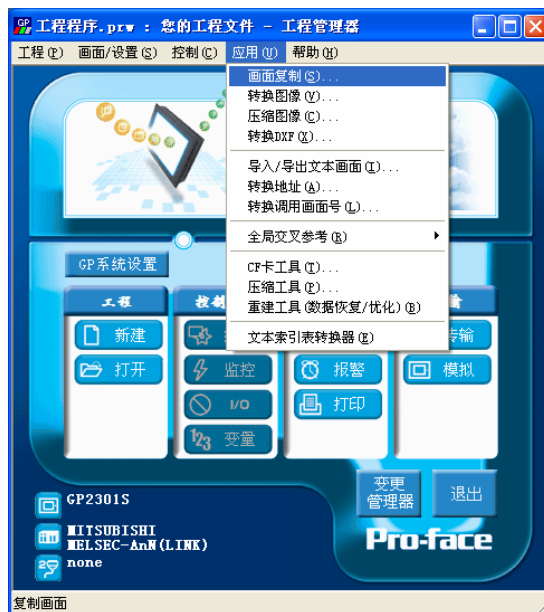 工程程序.prw : 您的工程文件 - 工程管理器
工程(P) 画面/设置(S) 控制(C) 应用(U) 帮助(H)
画面复制(S)...
转换图像(V)...
压缩图像(C)...
转换DXF(X)...
导入/导出文本画面(I)...
转换地址(A)...
转换调用画面号(L)...
全局交叉参考(R)
CF卡工具(T)...
压缩工具(P)...
重建工具(数据恢复/优化)(B)
文本索引表转换器(E)
GP系统设置
工程
新建
打开
监控
I/O
变量
报警
打印
传输
模拟
变更
管理器
退出
GP2301S
MITSUBISHI
MELSEC-AnN(LINK)
none
Pro-face
复制画面